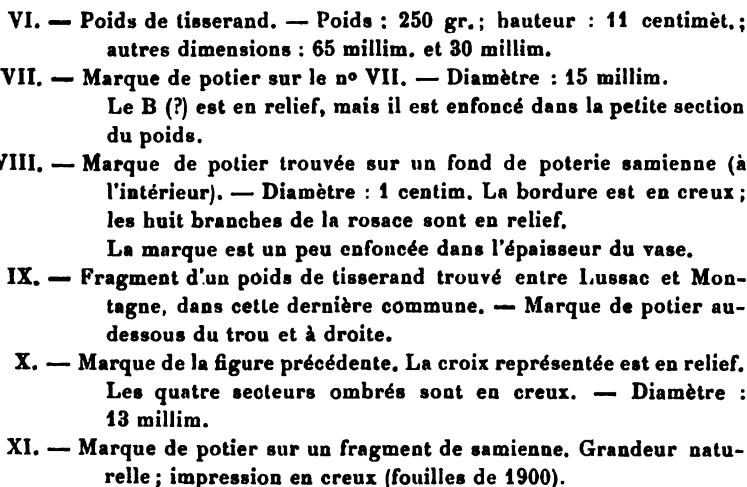 VI. — Poids de tisserand. — Poids : 250 gr.; hauteur : 11 centimèt.;
autres dimensions : 65 millim. et 30 millim.
VII. — Marque de potier sur le nº VII. — Diamètre : 15 millim.
Le B (?) est en relief, mais il est enfoncé dans la petite section
du poids.
VIII. — Marque de potier trouvée sur un fond de poterie samienne (à
l'intérieur). — Diamètre : 1 centim. La bordure est en creux ;
les huit branches de la rosace sont en relief.
La marque est un peu enfoncée dans l'épaisseur du vase.
IX. — Fragment d'un poids de tisserand trouvé entre Lussac et Mon-
tagne, dans cette dernière commune. — Marque de potier au-
dessous du trou et à droite.
X. — Marque de la figure précédente. La croix représentée est en relief.
Les quatre secteurs ombrés sont en creux. — Diamètre :
13 millim.
XI. — Marque de potier sur un fragment de samienne. Grandeur natu-
relle ; impression en creux (fouilles de 1900).